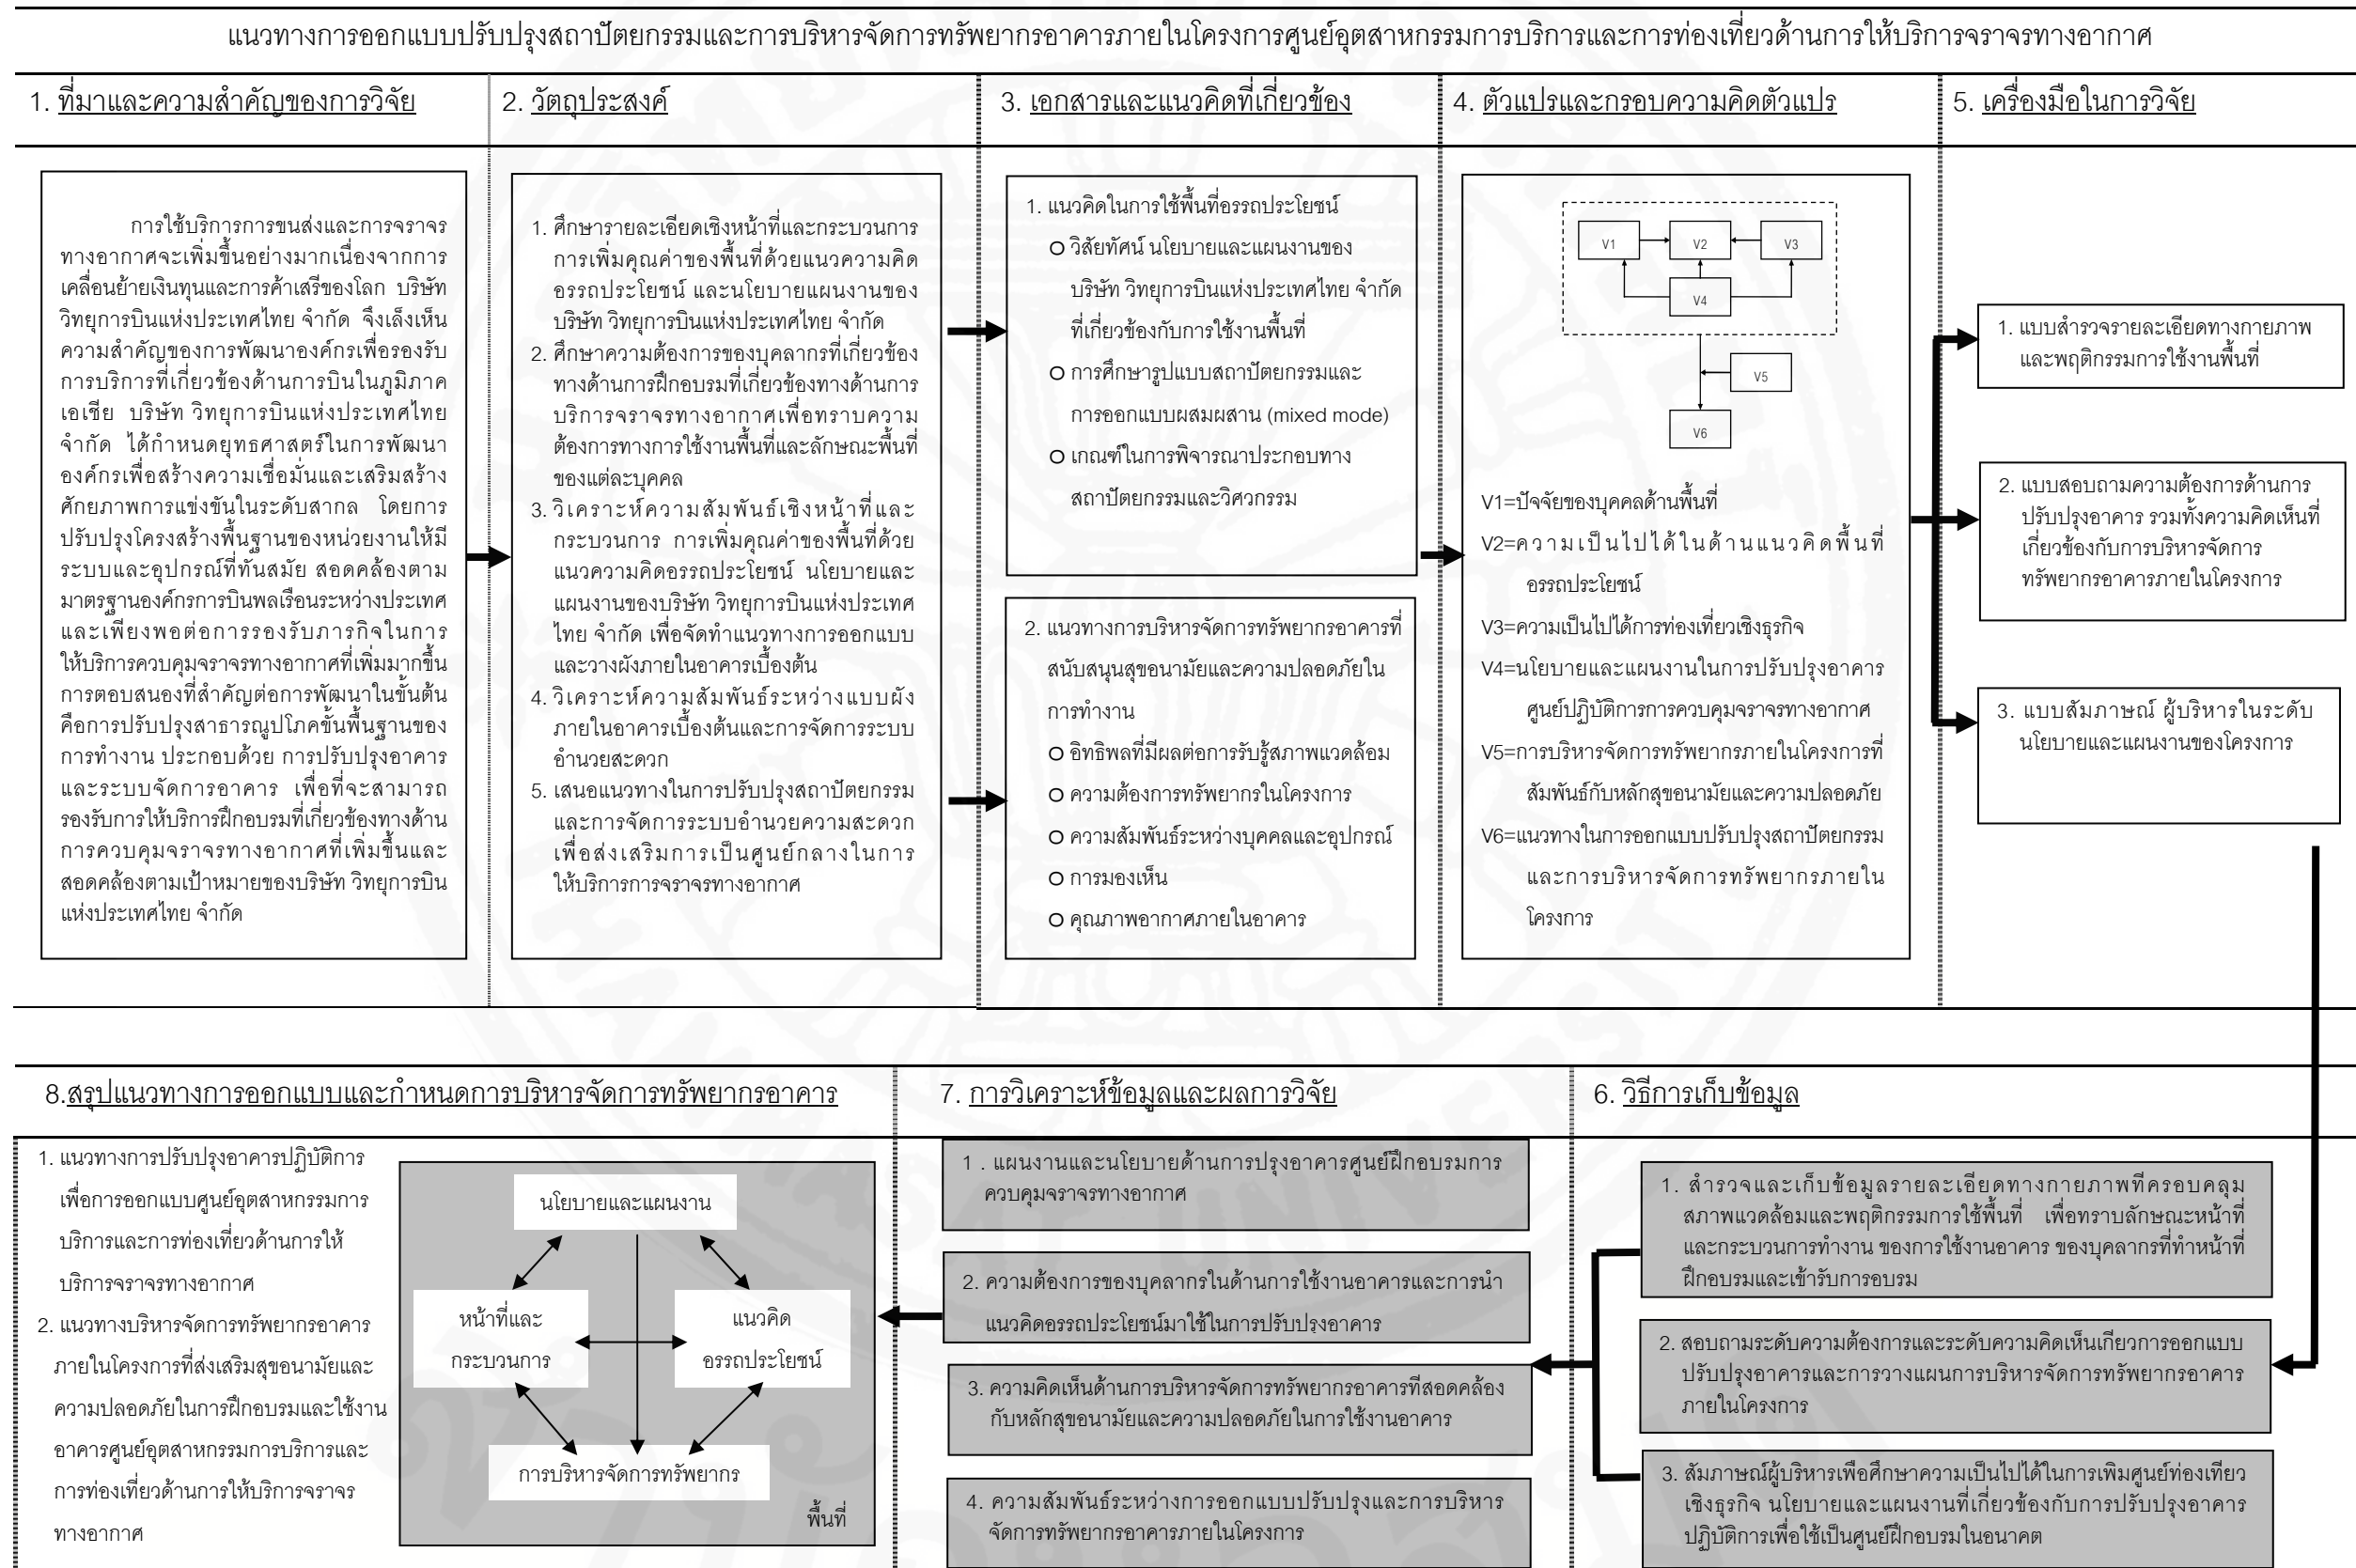 แนวทางการออกแบบปรับปรุงสถาปัตยกรรมและการบริหารจัดการทรัพยากรอาคารภายในโครงการศูนย์อุตสาหกรรมการบริการและการท่องเที่ยวด้านการให้บริการจราจรทางอากาศ
1. ที่มาและความสำคัญของการวิจัย
การใช้บริการการขนส่งและการจราจร
ทางอากาศจะเพิ่มขึ้นอย่างมากเนื่องจากการ
เคลื่อนย้ายเงินทุนและการค้าเสรีของโลก บริษัท
วิทยุการบินแห่งประเทศไทย จำกัด จึงเล็งเห็น
ความสำคัญของการพัฒนาองค์กรเพื่อรองรับ
การบริการที่เกี่ยวข้องด้านการบินในภูมิภาค
เอเชีย บริษัท วิทยุการบินแห่งประเทศไทย
จำกัด ได้กำหนดยุทธศาสตร์ในการพัฒนา
องค์กรเพื่อสร้างความเชื่อมั่นและเสริมสร้าง
ศักยภาพการแข่งขันในระดับสากล โดยการ
ปรับปรุงโครงสร้างพื้นฐานของหน่วยงานให้มี
ระบบและอุปกรณ์ที่ทันสมัย สอดคล้องตาม
มาตรฐานองค์กรการบินพลเรือนระหว่างประเทศ
และเพียงพอต่อการรองรับภารกิจในการ
ให้บริการควบคุมจราจรทางอากาศที่เพิ่มมากขึ้น
การตอบสนองที่สำคัญต่อการพัฒนาในขั้นต้น
คือการปรับปรุงสาธารณูปโภคขั้นพื้นฐานของ
การทำงาน ประกอบด้วย การปรับปรุงอาคาร
และระบบจัดการอาคาร เพื่อที่จะสามารถ
รองรับการให้บริการฝึกอบรมที่เกี่ยวข้องทางด้าน
การควบคุมจราจรทางอากาศที่เพิ่มขึ้นและ
สอดคล้องตามเป้าหมายของบริษัท วิทยุการบิน
แห่งประเทศไทย จำกัด
2. วัตถุประสงค์
1. ศึกษารายละเอียดเชิงหน้าที่และกระบวนการ
การเพิ่มคุณค่าของพื้นที่ด้วยแนวความคิด
อรรถประโยชน์ และนโยบายแผนงานของ
บริษัท วิทยุการบินแห่งประเทศไทย จำกัด
2. ศึกษาความต้องการของบุคลากรที่เกี่ยวข้อง
ทางด้านการฝึกอบรมที่เกี่ยวข้องทางด้านการ
บริการจราจรทางอากาศเพื่อทราบความ
ต้องการทางการใช้งานพื้นที่และลักษณะพื้นที่
ของแต่ละบุคคล
3. วิเคราะห์ความสัมพันธ์เชิงหน้าที่และ
กระบวนการ การเพิ่มคุณค่าของพื้นที่ด้วย
แนวความคิดอรรถประโยชน์ นโยบายและ
แผนงานของบริษัท วิทยุการบินแห่งประเทศ
ไทย จำกัด เพื่อจัดทำแนวทางการออกแบบ
และวางผังภายในอาคารเบื้องต้น
4. วิเคราะห์ความสัมพันธ์ระหว่างแบบผัง
ภายในอาคารเบื้องต้นและการจัดการระบบ
อำนวยสะดวก
5. เสนอแนวทางในการปรับปรุงสถาปัตยกรรม
และการจัดการระบบอำนวยความสะดวก
เพื่อส่งเสริมการเป็นศูนย์กลางในการ
ให้บริการการจราจรทางอากาศ
3. เอกสารและแนวคิดที่เกี่ยวข้อง
1. แนวคิดในการใช้พื้นที่อรรถประโยชน์
o วิสัยทัศน์ นโยบายและแผนงานของ
บริษัท วิทยุการบินแห่งประเทศไทย จำกัด
ที่เกี่ยวข้องกับการใช้งานพื้นที่
o การศึกษารูปแบบสถาปัตยกรรมและ
การออกแบบผสมผสาน (mixed mode)
o เกณฑ์ในการพิจารณาประกอบทาง
สถาปัตยกรรมและวิศวกรรม
2. แนวทางการบริหารจัดการทรัพยากรอาคารที่
สนับสนุนสุขอนามัยและความปลอดภัยใน
การทำงาน
o อิทธิพลที่มีผลต่อการรับรู้สภาพแวดล้อม
o ความต้องการทรัพยากรในโครงการ
o ความสัมพันธ์ระหว่างบุคคลและอุปกรณ์
o การมองเห็น
o คุณภาพอากาศภายในอาคาร
4. ตัวแปรและกรอบความคิดตัวแปร
V1
V2
V3
V4
V5
V6
V1=ปัจจัยของบุคคลด้านพื้นที่
V2=ความเป็นไปได้ในด้านแนวคิดพื้นที่
อรรถประโยชน์
V3=ความเป็นไปได้การท่องเที่ยวเชิงธุรกิจ
V4=นโยบายและแผนงานในการปรับปรุงอาคาร
ศูนย์ปฏิบัติการการควบคุมจราจรทางอากาศ
V5=การบริหารจัดการทรัพยากรภายในโครงการที่
สัมพันธ์กับหลักสุขอนามัยและความปลอดภัย
V6=แนวทางในการออกแบบปรับปรุงสถาปัตยกรรม
และการบริหารจัดการทรัพยากรภายใน
โครงการ
5. เครื่องมือในการวิจัย
1. แบบสำรวจรายละเอียดทางกายภาพ
และพฤติกรรมการใช้งานพื้นที่
2. แบบสอบถามความต้องการด้านการ
ปรับปรุงอาคาร รวมทั้งความคิดเห็นที่
เกี่ยวข้องกับการบริหารจัดการ
ทรัพยากรอาคารภายในโครงการ
3. แบบสัมภาษณ์ ผู้บริหารในระดับ
นโยบายและแผนงานของโครงการ
8.สรุปแนวทางการออกแบบและกำหนดการบริหารจัดการทรัพยากรอาคาร
1. แนวทางการปรับปรุงอาคารปฏิบัติการ
เพื่อการออกแบบศูนย์อุตสาหกรรมการ
บริการและการท่องเที่ยวด้านการให้
บริการจราจรทางอากาศ
2. แนวทางบริหารจัดการทรัพยากรอาคาร
ภายในโครงการที่ส่งเสริมสุขอนามัยและ
ความปลอดภัยในการฝึกอบรมและใช้งาน
อาคารศูนย์อุตสาหกรรมการบริการและ
การท่องเที่ยวด้านการให้บริการจราจร
ทางอากาศ
นโยบายและแผนงาน
หน้าที่และ
กระบวนการ
แนวคิด
อรรถประโยชน์
การบริหารจัดการทรัพยากร
พื้นที่
7. การวิเคราะห์ข้อมูลและผลการวิจัย
1 . แผนงานและนโยบายด้านการปรุงอาคารศูนย์ฝึกอบรมการ
ควบคุมจราจรทางอากาศ
2. ความต้องการของบุคลากรในด้านการใช้งานอาคารและการนำ
แนวคิดอรรถประโยชน์มาใช้ในการปรับปรุงอาคาร
3. ความคิดเห็นด้านการบริหารจัดการทรัพยากรอาคารที่สอดคล้อง
กับหลักสุขอนามัยและความปลอดภัยในการใช้งานอาคาร
4. ความสัมพันธ์ระหว่างการออกแบบปรับปรุงและการบริหาร
จัดการทรัพยากรอาคารภายในโครงการ
6. วิธีการเก็บข้อมูล
1. สำรวจและเก็บข้อมูลรายละเอียดทางกายภาพที่ครอบคลุม
สภาพแวดล้อมและพฤติกรรมการใช้พื้นที่ เพื่อทราบลักษณะหน้าที่
และกระบวนการทำงาน ของการใช้งานอาคาร ของบุคลากรที่ทำหน้าที่
ฝึกอบรมและเข้ารับการอบรม
2. สอบถามระดับความต้องการและระดับความคิดเห็นเกี่ยวการออกแบบ
ปรับปรุงอาคารและการวางแผนการบริหารจัดการทรัพยากรอาคาร
ภายในโครงการ
3. สัมภาษณ์ผู้บริหารเพื่อศึกษาความเป็นไปได้ในการเพิ่มศูนย์ท่องเที่ยว
เชิงธุรกิจ นโยบายและแผนงานที่เกี่ยวข้องกับการปรับปรุงอาคาร
ปฏิบัติการเพื่อใช้เป็นศูนย์ฝึกอบรมในอนาคต